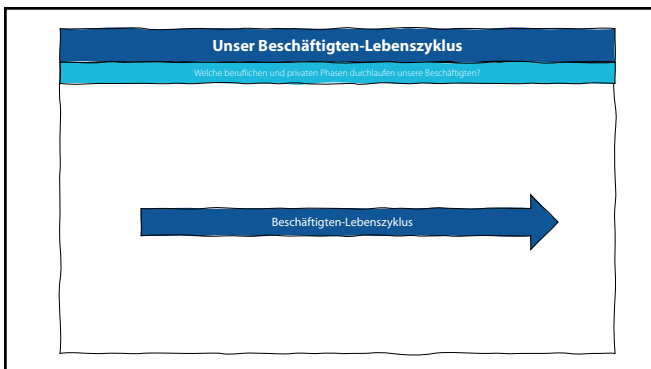 Unser Beschäftigten-Lebenszyklus
Welche beruflichen und privaten Phasen durchlaufen unsere Beschäftigten?
Beschäftigten-Lebenszyklus